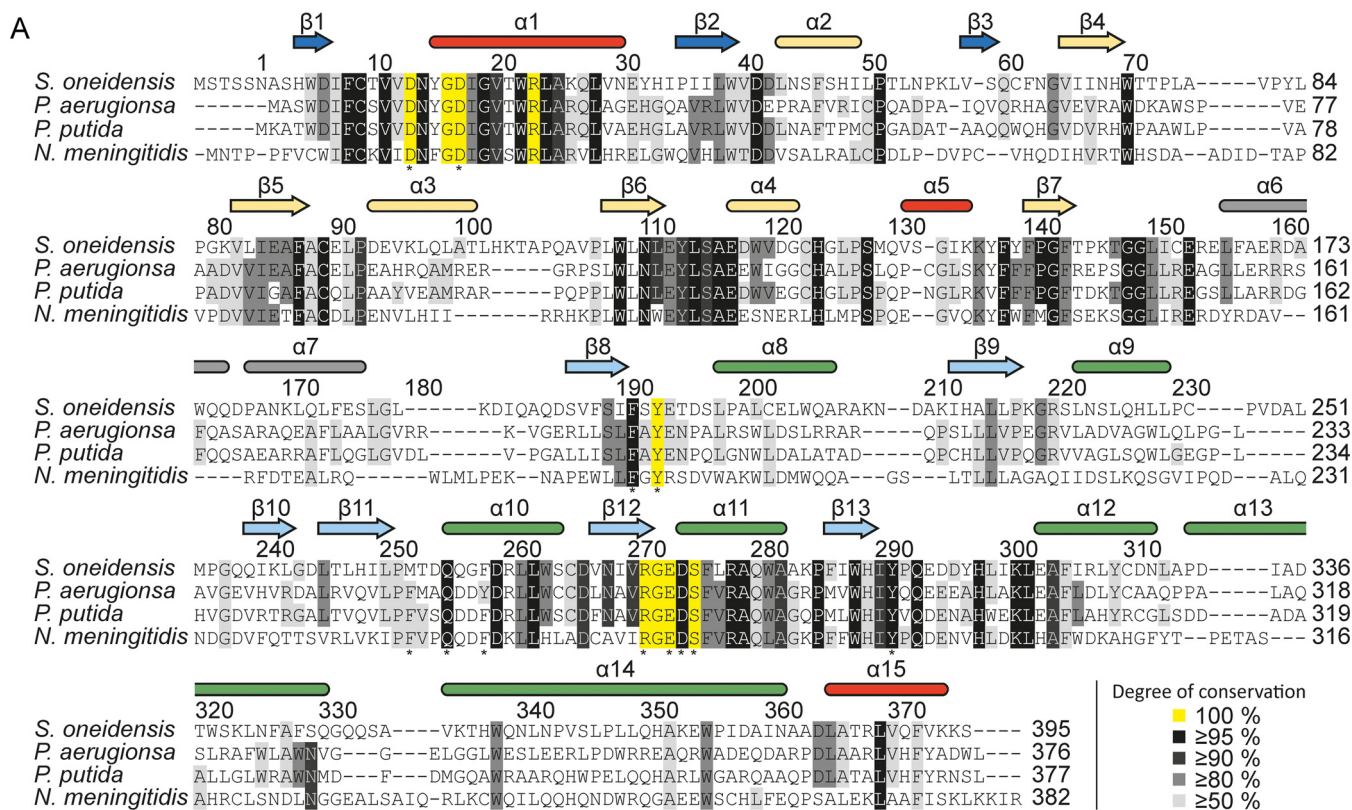 A
β1 α1 β2 α2 β3 β4
1 10 20 30 40 50 60 70
S. oneidensis MSTSSNASHWDIFCTVVDNYGDIGVTWRLAKQLVNEYHIPIILWVDDLNSFSHILPTLNPKLVS-QCFNGVIINHWTTPLA-----VPYL 84
P. aerugionsa -----MASWDIFCSVVDNYGDIGVTWRLARQLAGEHGQAVRLWVDEPRAFVRICPQADPA-IQVQRHAGVEVRAWDKAWSP------VE 77
P. putida -----MKATWDIFCSVVDNYGDIGVTWRLARQLVAEHGLAVRLWVDDLNAFTPMCPGADAT-AAQQWQHGVDVRHWPAAWLP------VA 78
N. meningitidis --MNTP-PFVCWIFCKVIDNFGDIGVSWRLARVLHRELGWQVHLWTDDVSALRALCPDLPD-VPC--VHQDIHVRTWHSDA--ADID-TAP 82
* *
β5 α3 β6 α4 α5 β7 α6
80 90 100 110 120 130 140 150 160
S. oneidensis PGKVLIEAFACELPDEVKLQLATLHKTAPQAVPLWLNLEYLSAEDWVDGCHGLPSMQVS-GIKKYFYFPGFTPKTGGLICERELFAERDA 173
P. aerugionsa AADVVIEAFACELPEAHRQAMRER-----GRPSLWLNLEYLSAEEWIGGCHALPSLQP-CGLSKYFFFPGFREPSGGLLREAGLLERRRS 161
P. putida PADVVIGAFACQLPAAYVEAMRAR-----PQPPLWLNLEYLSAEDWVEGCHGLPSPQP-NGLRKVFFFPGFTDKTGGLLREGSLLARRDG 162
N. meningitidis VPDVVIETFACDLPENVLHII-----RRHKPLWLNWEYLSAEESNERLHLMPSPQE--GVQKYFWFMGFSEKSGGLIRERDYRDAV-- 161
α7 β8 α8 β9 α9
170 180 190 200 210 220 230
S. oneidensis WQQDPANKLQLFESLGL------KDIQAQDSVFSIFSYETDSLPALCELWQARAKN--DAKIHALLPKGRSLNSLQHLLPC----PVDAL 251
P. aerugionsa FQASARAQEAFLAALGVRR-----K-VGERLLSLFAYENPALRSWLDSLRRAR----QPSLLLVPEGRVLADVAGWLQLPG-L------ 233
P. putida FQQSAEARRAFLQGLGVDL-----V-PGALLISLFAYENPQLGNWLDALATAD----QPCHLLVPQGRVVAGLSQWLGEGP-L------ 234
N. meningitidis ----RFDTEALRQ-----WLMLPEK-NAPEWLLFGYRSDVWAKWLDMWQQA----GS--LTLLLAGAQIIDSLKQSGVIPQD---ALQ 231
* *
β10 β11 α10 β12 α11 β13 α12 α13
240 250 260 270 280 290 300 310
S. oneidensis MPGQQIKLGDLTLHILPMTDQQGFDRLLWSCDVNIVRGEDSFLRAQWAAKPFIWHIYPQEDDYHLIKLEAFIRLYCDNLAPD----IAD 336
P. aerugionsa AEGVEVHVRDALRVQVLPFMAQDDYDRLLWCCDLNAVRGEDSFVRAQWAGRPMVWHIYQQEEEAHLAKLEAFLDLYCAAQPPA----LAQ 318
P. putida HVGDVRTRGALTVQVLPFVSQDDFDRLLWSCDFNAVRGEDSFVRAQWAGQPMLWHIYVQDENAHWEKLEAFLAHYRCGLSDD----ADA 319
N. meningitidis NDGDVFQTTSVRLVKIPFVPQQDFDKLLHLADCAVIRGEDSFVRAQLAGKPFFWHIYPQDENVHLDKLHAFWDKAHGFYT---PETAS--- 316
* * * * * * * *
α14 α15
320 330 340 350 360 370
S. oneidensis TWSKLNFAFSQGQQSA----VKTHWQNLNPVSLPLLQHAKEWPIDAINAADLATRLVQFVKKS-- 395
P. aerugionsa SLRAFWLAWNVG---G----ELGGLWESLEERLPDWRREAQRWADEQDARPDLAARLVHFYADWL-- 376
P. putida ALLGLWRAWNMD---F----DMGQAWRAARQHWPELQQHARLWGARQAAQPDLATALVHFYRNSL-- 377
N. meningitidis AHRCLSNDLNGGEALSAIQ-RLKCWQILQQHQNDWRQGAEEWSCHLFEQPSALEKLAAFISKLKKIR 382
Degree of conservation
100 %
≥95 %
≥90 %
≥80 %
≥50 %